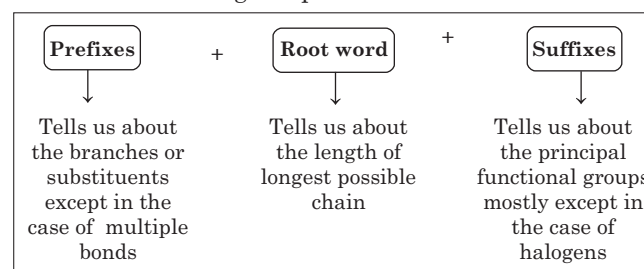 Prefixes + Root word + Suffixes
Tells us about
the branches or
substituents
except in the
case of multiple
bonds
Tells us about
the length of
longest possible
chain
Tells us about
the principal
functional groups
mostly except in
the case of
halogens